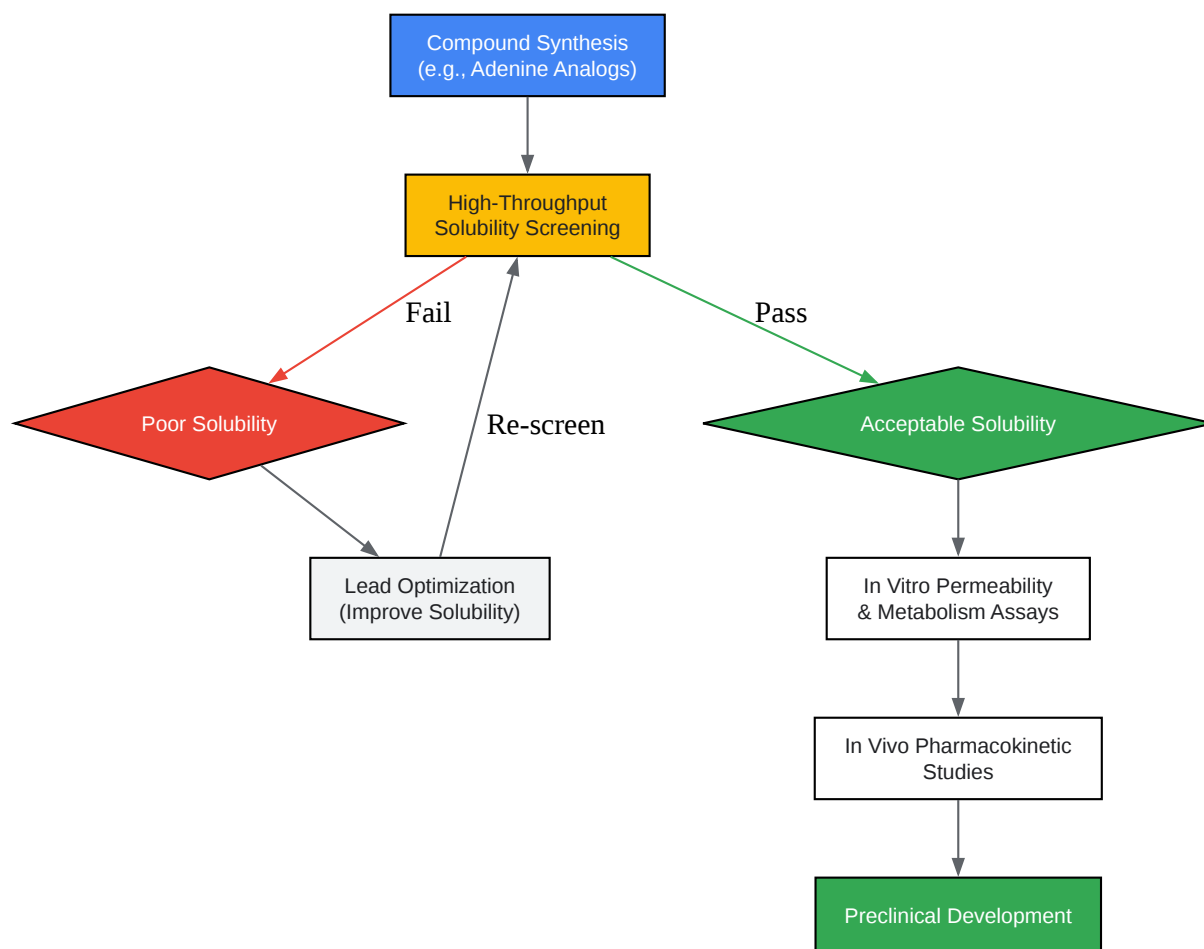 Compound Synthesis
(e.g., Adenine Analogs)
High-Throughput
Solubility Screening
Fail
Pass
Poor Solubility
Re-screen
Acceptable Solubility
Lead Optimization
(Improve Solubility)
In Vitro Permeability
& Metabolism Assays
In Vivo Pharmacokinetic
Studies
Preclinical Development